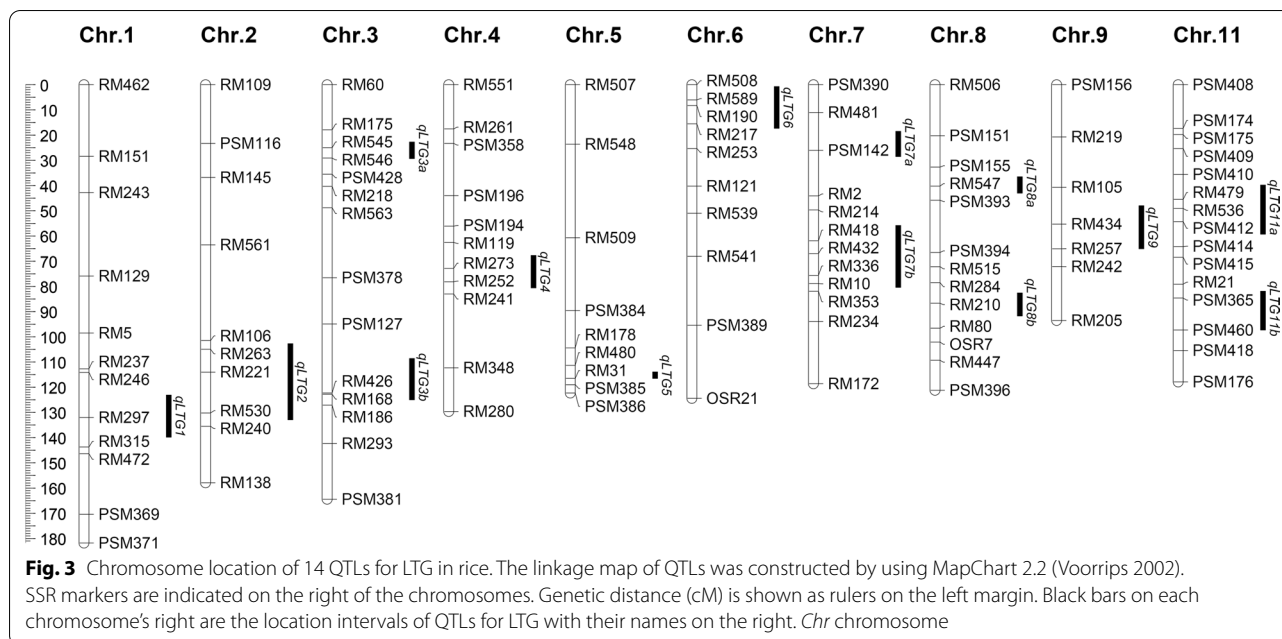 Chr.1 Chr.2 Chr.3 Chr.4 Chr.5 Chr.6 Chr.7 Chr.8 Chr.9 Chr.11
0
10
20
30
40
50
60
70
80
90
100
110
120
130
140
150
160
170
180
RM462
RM151
RM243
RM129
RM5
RM237
RM246
RM297
RM315
RM472
PSM369
PSM371
qLTG1
RM109
PSM116
RM145
RM561
RM106
RM263
RM221
RM530
RM240
RM138
qLTG2
RM60
RM175
RM545
RM546
PSM428
RM218
RM563
PSM378
PSM127
RM426
RM168
RM186
RM293
PSM381
qLTG3a
qLTG3b
RM551
RM261
PSM358
PSM196
PSM194
RM119
RM273
RM252
RM241
RM348
RM280
qLTG4
RM507
RM548
RM509
PSM384
RM178
RM480
RM31
PSM385
PSM386
qLTG5
RM508
RM589
RM190
RM217
RM253
RM121
RM539
RM541
PSM389
OSR21
qLTG6
PSM390
RM481
PSM142
RM2
RM214
RM418
RM432
RM336
RM10
RM353
RM234
RM172
qLTG7a
qLTG7b
RM506
PSM151
PSM155
RM547
PSM393
PSM394
RM515
RM284
RM210
RM80
OSR7
RM447
PSM396
qLTG8a
qLTG8b
PSM156
RM219
RM105
RM434
RM257
RM242
RM205
qLTG9
PSM408
PSM174
PSM175
PSM409
PSM410
RM479
RM536
PSM412
PSM414
PSM415
RM21
PSM365
PSM460
PSM418
PSM176
qLTG11a
qLTG11b
Fig. 3 Chromosome location of 14 QTLs for LTG in rice. The linkage map of QTLs was constructed by using MapChart 2.2 (Voorrips 2002).
SSR markers are indicated on the right of the chromosomes. Genetic distance (cM) is shown as rulers on the left margin. Black bars on each
chromosome's right are the location intervals of QTLs for LTG with their names on the right. Chr chromosome